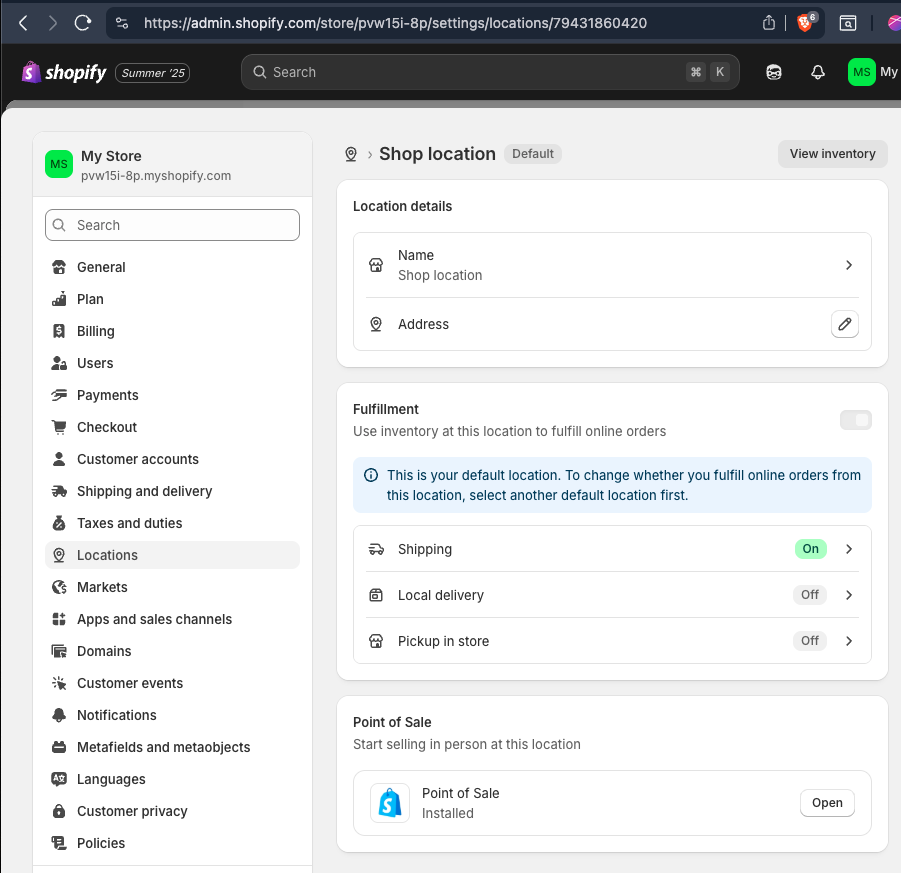 https://admin.shopify.com/store/pvw15i-8p/settings/locations/79431860420
6
shopify
Summer '25
Search
⌘ K
MS
My
MS
My Store
pvw15i-8p.myshopify.com
Search
General
Plan
Billing
Users
Payments
Checkout
Customer accounts
Shipping and delivery
Taxes and duties
Locations
Markets
Apps and sales channels
Domains
Customer events
Notifications
Metafields and metaobjects
Languages
Customer privacy
Policies
› Shop location Default
View inventory
Location details
Name
Shop location
Address
Fulfillment
Use inventory at this location to fulfill online orders
This is your default location. To change whether you fulfill online orders from
this location, select another default location first.
Shipping On
Local delivery Off
Pickup in store Off
Point of Sale
Start selling in person at this location
Point of Sale
Installed
Open